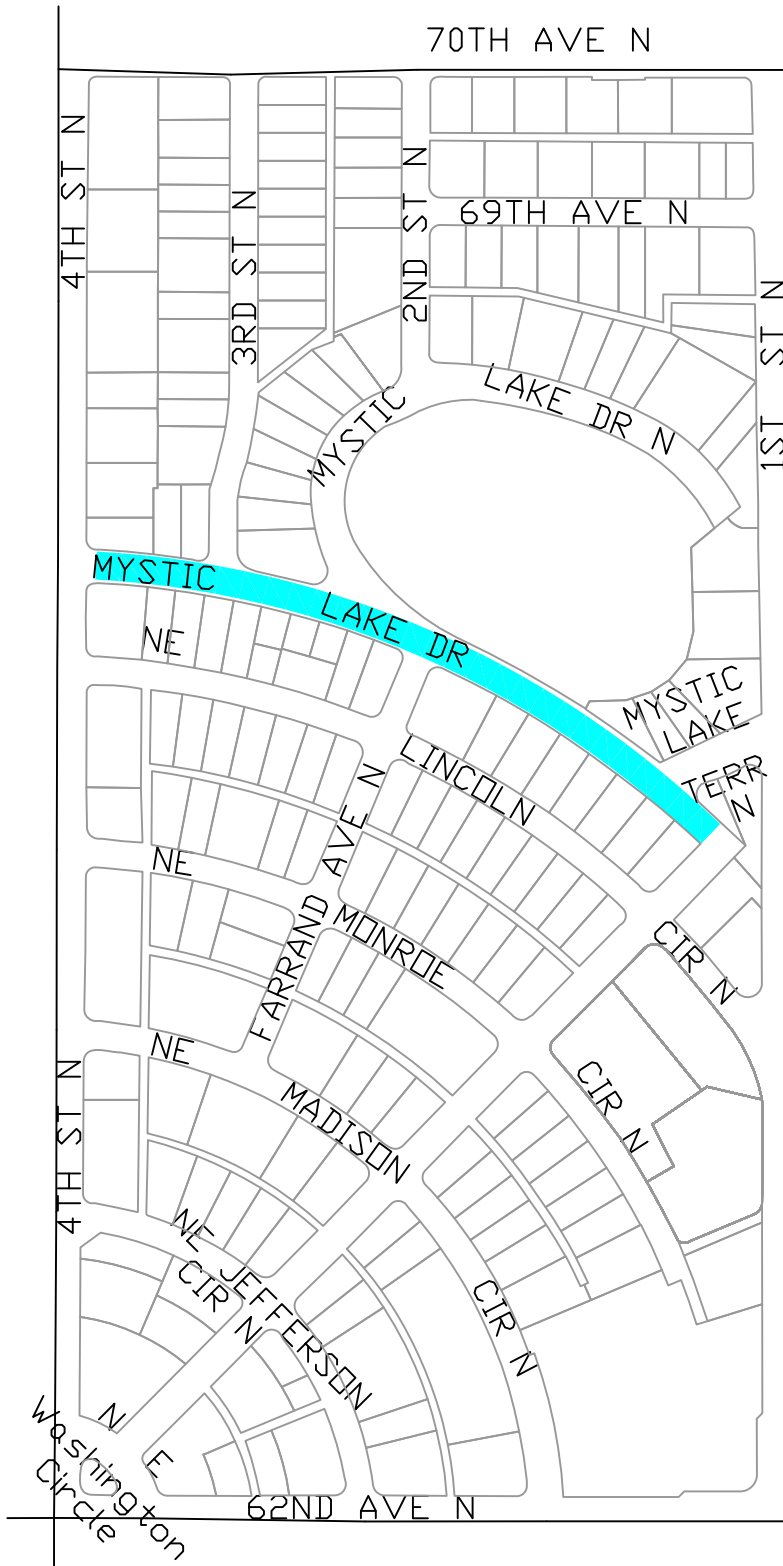 70TH AVE N
4TH ST N
3RD ST N
2ND ST N
69TH AVE N
1ST ST N
LAKE DR N
MYSTIC
MYSTIC LAKE DR
NE
MYSTIC
LAKE
TERR
N
LINCOLN
NE
FARRAND AVE N
MONROE
CIR N
NE
CIR N
MADISON
4TH ST N
NE JEFFERSON
CIR N
CIR N
N
E
Washington
Circle
62ND AVE N